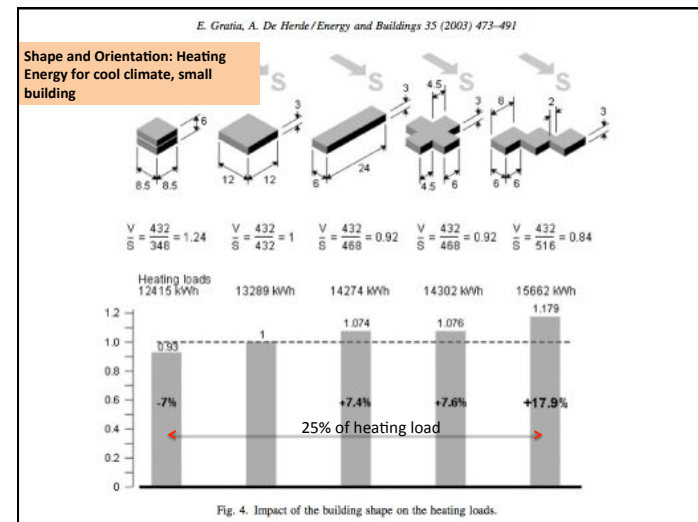 E. Gratia, A. De Herde / Energy and Buildings 35 (2003) 473–491
Shape and Orientation: Heating
Energy for cool climate, small
building
S S S S
6 3 3 4.5 3 8 2 3
8.5 8.5 12 12 6 24 4.5 6 6 6
V/S = 432/348 = 1.24 V/S = 432/432 = 1 V/S = 432/468 = 0.92 V/S = 432/468 = 0.92 V/S = 432/516 = 0.84
Heating loads
12415 kWh 13289 kWh 14274 kWh 14302 kWh 15662 kWh
1.2
1.0
0.8
0.6
0.4
0.2
0
0.93 1 1.074 1.076 1.179
-7% +7.4% +7.6% +17.9%
25% of heating load
Fig. 4. Impact of the building shape on the heating loads.